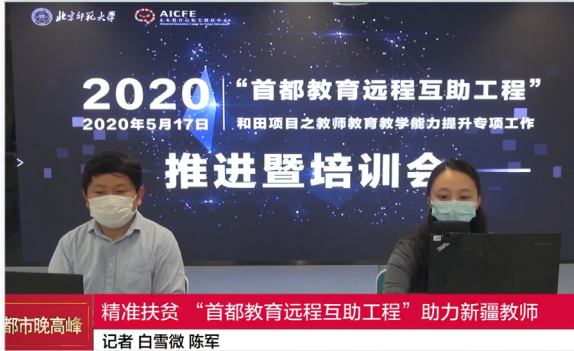 北京师范大学
AICFE
2020
2020年5月17日
“首都教育远程互助工程”
和田项目之教师教育教学能力提升专项工作
推进暨培训会
都市晚高峰
精准扶贫 “首都教育远程互助工程”助力新疆教师
记者 白雪微 陈军